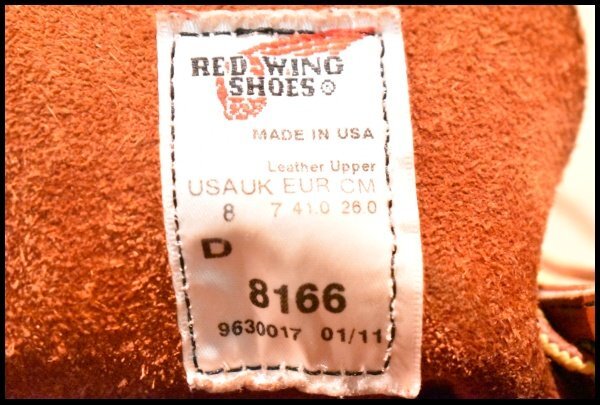 RED WING
SHOES ®
MADE IN USA
Leather Upper
USA UK EUR CM
8 7 41.0 26.0
D
8166
9630017 01/11